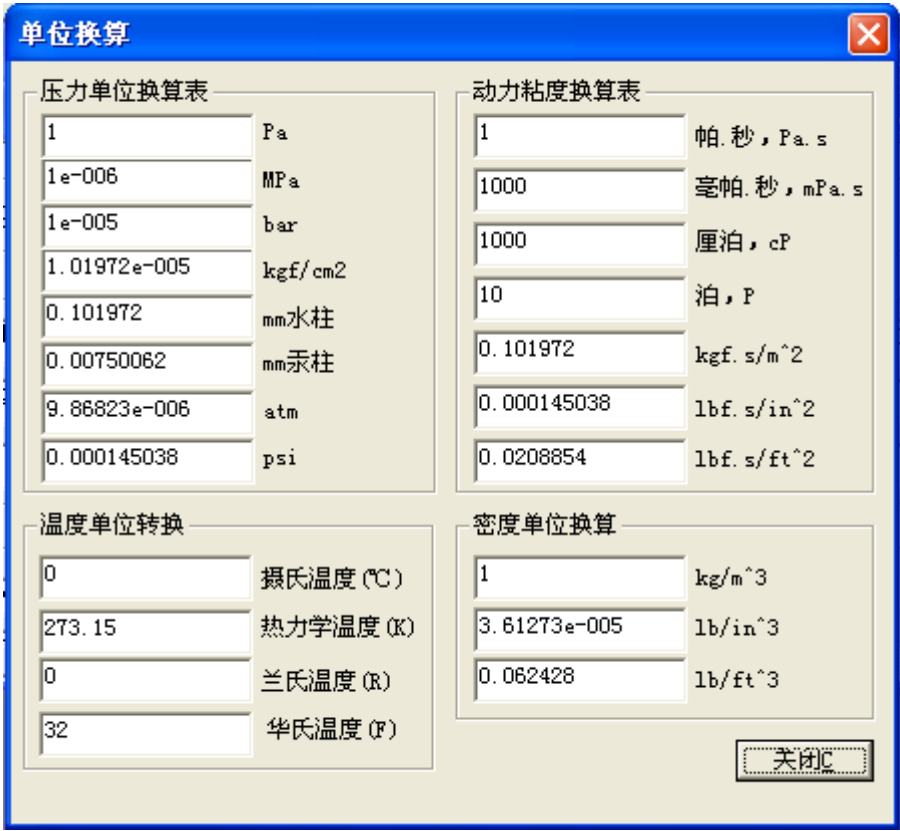 单位换算
压力单位换算表
1 Pa
1e-006 MPa
1e-005 bar
1.01972e-005 kgf/cm2
0.101972 mm水柱
0.00750062 mm汞柱
9.86823e-006 atm
0.000145038 psi
动力粘度换算表
1 帕.秒，Pa.s
1000 毫帕.秒，mPa.s
1000 厘泊，cP
10 泊，P
0.101972 kgf.s/m^2
0.000145038 lbf.s/in^2
0.0208854 lbf.s/ft^2
温度单位转换
0 摄氏温度(℃)
273.15 热力学温度(K)
0 兰氏温度(R)
32 华氏温度(F)
密度单位换算
1 kg/m^3
3.61273e-005 lb/in^3
0.062428 lb/ft^3
关闭C